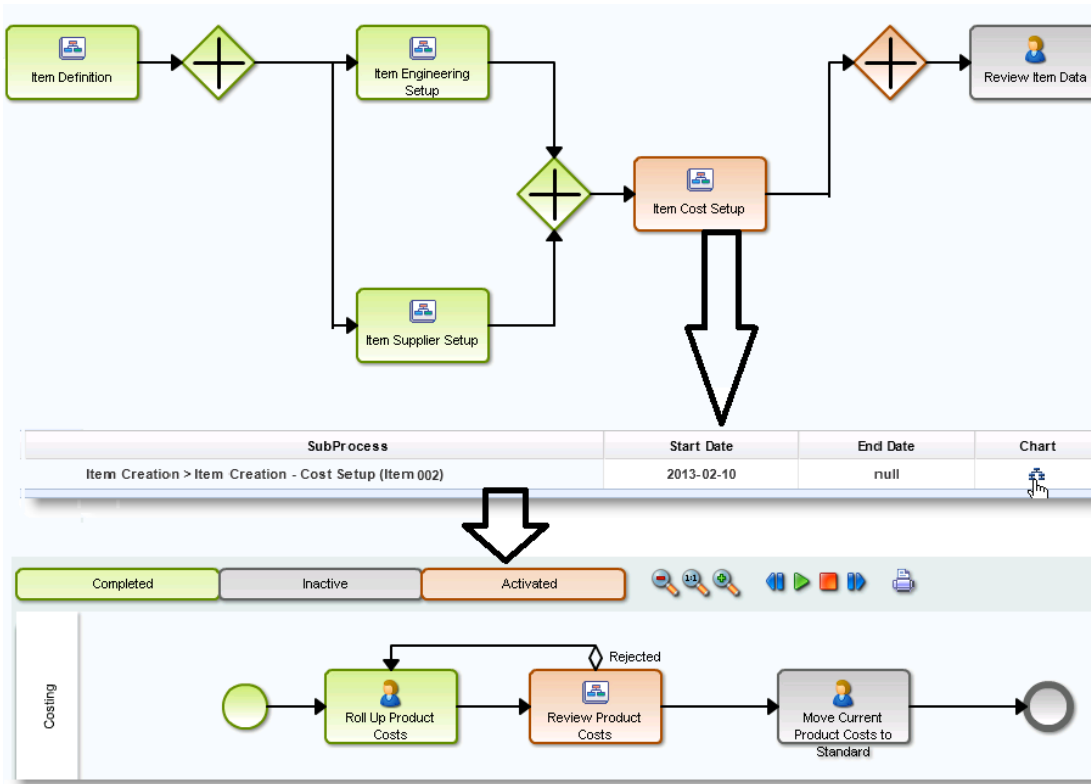 Item Definition
Item Engineering
Setup
Review Item Data
Item Cost Setup
Item Supplier Setup
SubProcess Start Date End Date Chart
Item Creation > Item Creation - Cost Setup (Item 002) 2013-02-10 null
Completed Inactive Activated 1:1
Costing
Rejected
Roll Up Product
Costs
Review Product
Costs
Move Current
Product Costs to
Standard